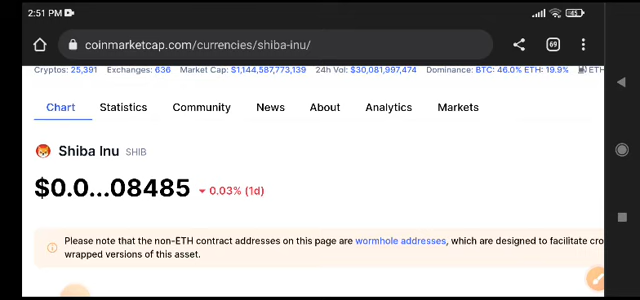 2:51 PM
65
coinmarketcap.com/currencies/shiba-inu/
69
Cryptos: 25,391 Exchanges: 636 Market Cap: $1,144,587,773,139 24h Vol: $30,081,997,474 Dominance: BTC: 46.0% ETH: 19.9% ETH
Chart Statistics Community News About Analytics Markets
Shiba Inu SHIB
$0.0...08485 0.03% (1d)
Please note that the non-ETH contract addresses on this page are wormhole addresses, which are designed to facilitate cro
wrapped versions of this asset.